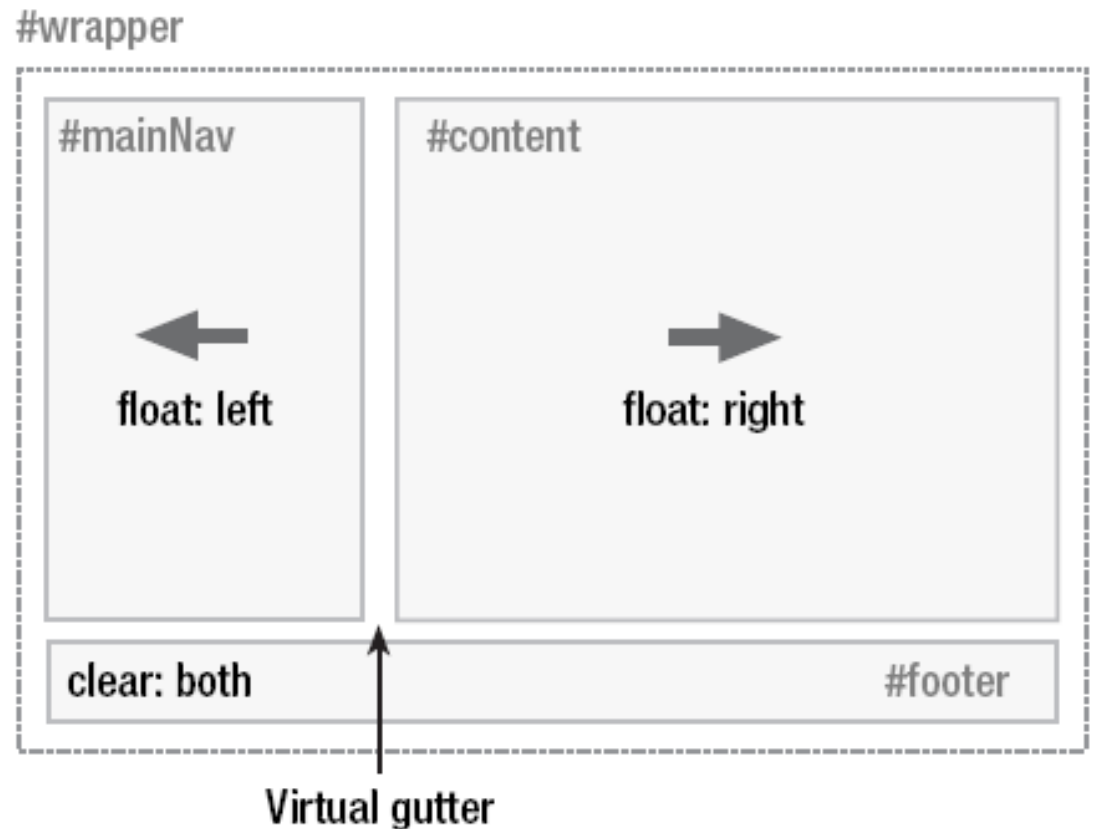 #wrapper
#mainNav
#content
float: left
float: right
clear: both
#footer
Virtual gutter